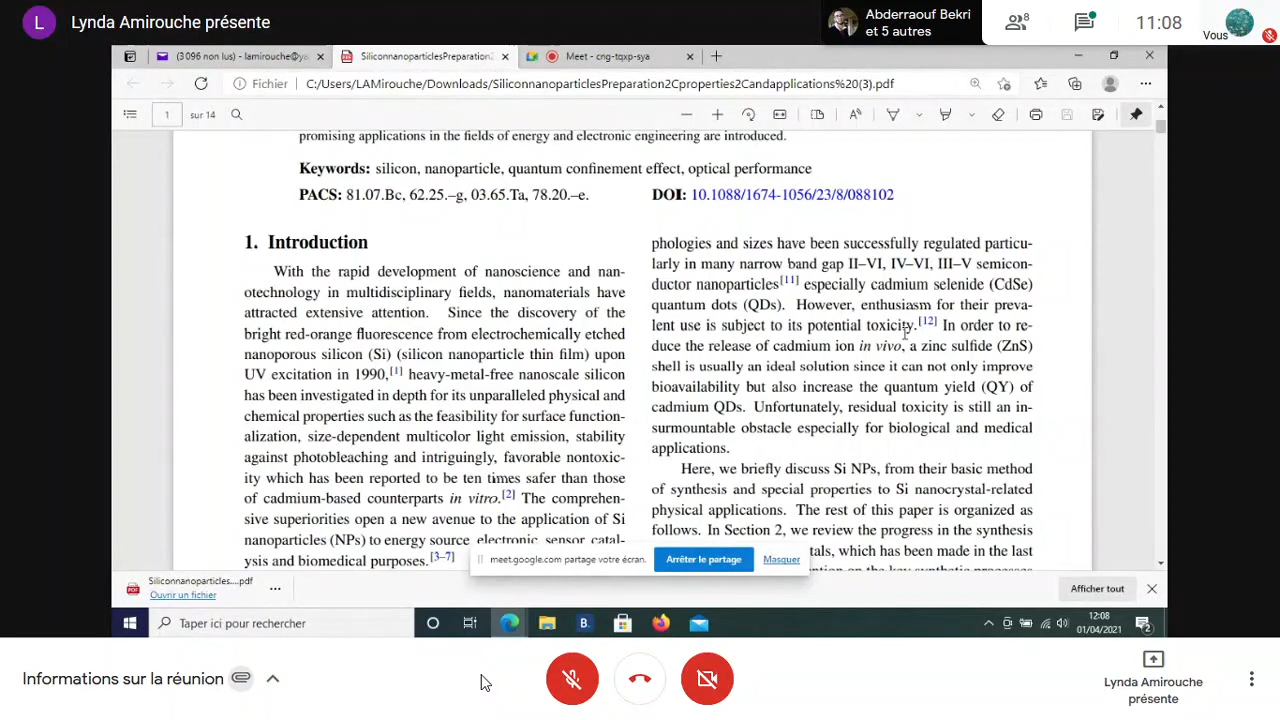 L Lynda Amirouche présente
Abderraouf Bekri
et 5 autres
8
11:08
Vous
(3 096 non lus) - lamirouche@y
SiliconnanoparticlesPreparation2
Meet - cng-tqxp-sya
Fichier C:/Users/LAMirouche/Downloads/SiliconnanoparticlesPreparation2Cproperties2Candapplications%20(3).pdf
1 sur 14
promising applications in the fields of energy and electronic engineering are introduced.
Keywords: silicon, nanoparticle, quantum confinement effect, optical performance
PACS: 81.07.Bc, 62.25.–g, 03.65.Ta, 78.20.–e. DOI: 10.1088/1674-1056/23/8/088102
1. Introduction
With the rapid development of nanoscience and nan-
otechnology in multidisciplinary fields, nanomaterials have
attracted extensive attention. Since the discovery of the
bright red-orange fluorescence from electrochemically etched
nanoporous silicon (Si) (silicon nanoparticle thin film) upon
UV excitation in 1990,[1] heavy-metal-free nanoscale silicon
has been investigated in depth for its unparalleled physical and
chemical properties such as the feasibility for surface function-
alization, size-dependent multicolor light emission, stability
against photobleaching and intriguingly, favorable nontoxic-
ity which has been reported to be ten times safer than those
of cadmium-based counterparts in vitro.[2] The comprehen-
sive superiorities open a new avenue to the application of Si
nanoparticles (NPs) to energy source, electronic, sensor, catal-
ysis and biomedical purposes.[3–7]
phologies and sizes have been successfully regulated particu-
larly in many narrow band gap II–VI, IV–VI, III–V semicon-
ductor nanoparticles[11] especially cadmium selenide (CdSe)
quantum dots (QDs). However, enthusiasm for their preva-
lent use is subject to its potential toxicity.[12] In order to re-
duce the release of cadmium ion in vivo, a zinc sulfide (ZnS)
shell is usually an ideal solution since it can not only improve
bioavailability but also increase the quantum yield (QY) of
cadmium QDs. Unfortunately, residual toxicity is still an in-
surmountable obstacle especially for biological and medical
applications.
Here, we briefly discuss Si NPs, from their basic method
of synthesis and special properties to Si nanocrystal-related
physical applications. The rest of this paper is organized as
follows. In Section 2, we review the progress in the synthesis
tals, which has been made in the last
on the key synthetic processes
meet.google.com partage votre écran. Arrêter le partage Masquer
Siliconnanoparticles....pdf
Ouvrir un fichier
Afficher tout
Taper ici pour rechercher
B.
12:08
01/04/2021
2
Informations sur la réunion
Lynda Amirouche
présente